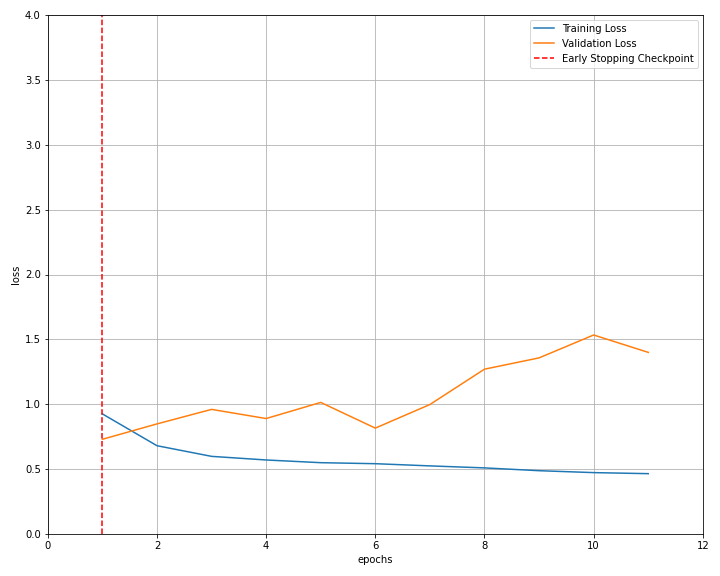 Training Loss
Validation Loss
Early Stopping Checkpoint
4.0
3.5
3.0
2.5
2.0
1.5
1.0
0.5
0.0
loss
0 2 4 6 8 10 12
epochs